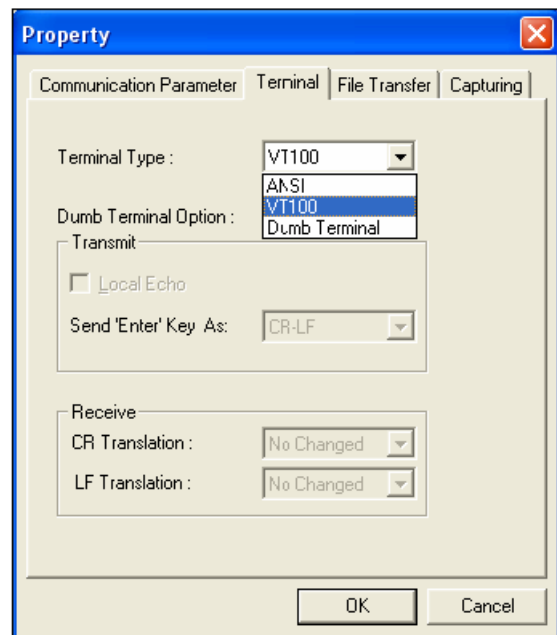 Property
Communication Parameter Terminal File Transfer Capturing
Terminal Type : VT100
ANSI
VT100
Dumb Terminal
Dumb Terminal Option :
Transmit
Local Echo
Send 'Enter' Key As: CR-LF
Receive
CR Translation : No Changed
LF Translation : No Changed
OK Cancel